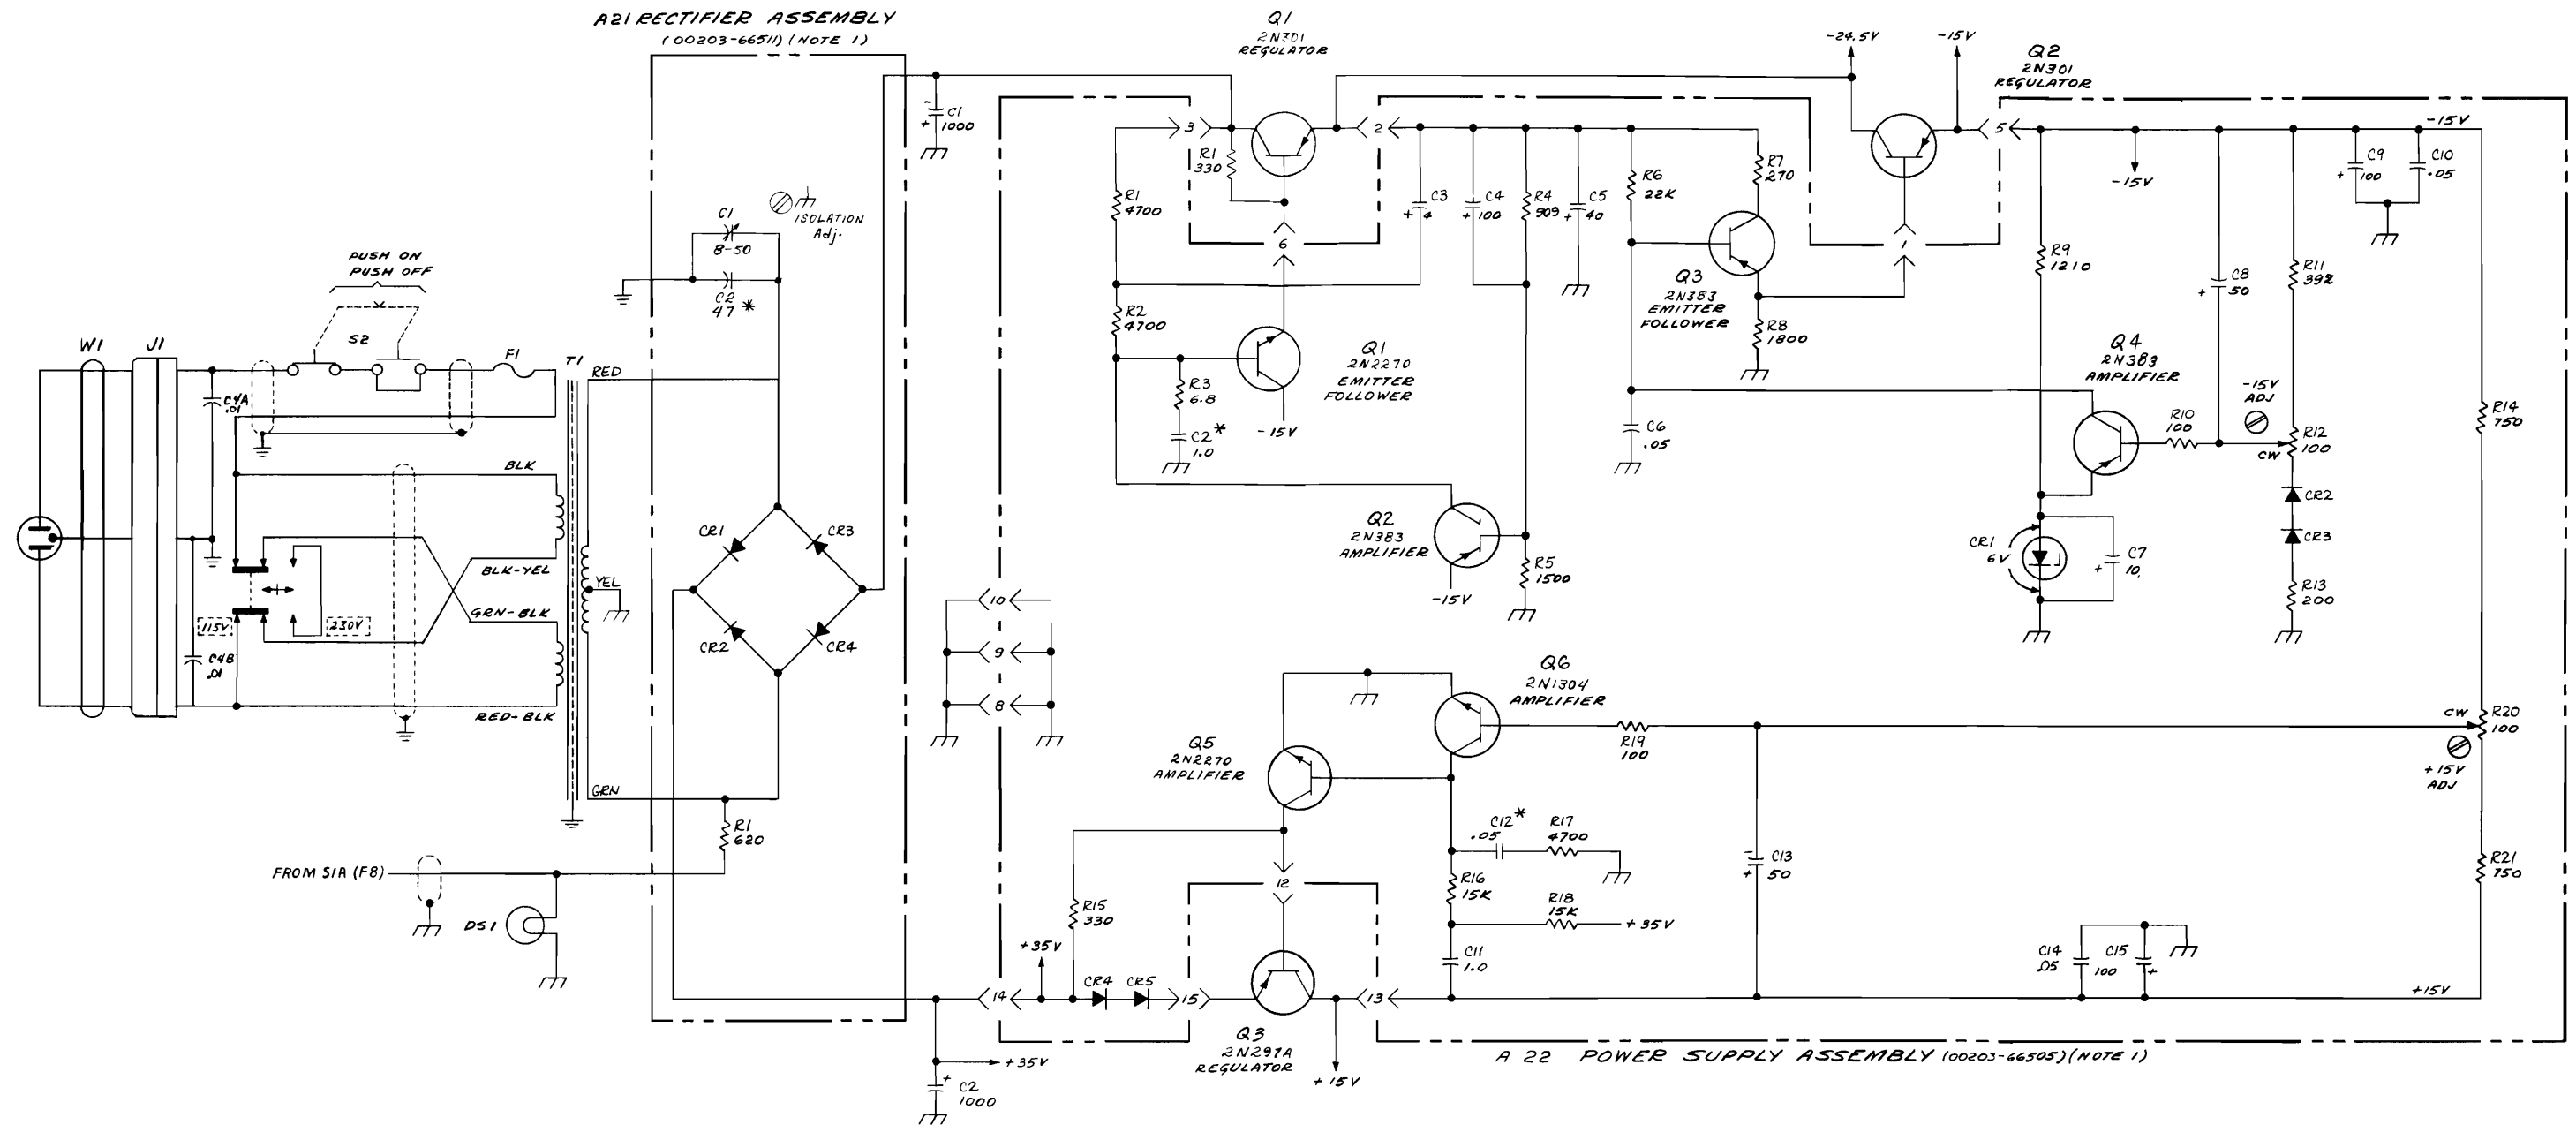 A21 RECTIFIER ASSEMBLY
(00203-66511) (NOTE 1)
Q1
2N301
REGULATOR
-24.5V
-15V
Q2
2N301
REGULATOR
-
C1
+
1000
3
R1
330
2
5
-15V
ISOLATION
Adj.
C1
8-50
C2 *
47
R1
4700
6
C3
+ 4
C4
+ 100
R4
909
C5
+ 40
R6
22K
R7
270
1
-15V
C9
+ 100
C10
.05
PUSH ON
PUSH OFF
S2
W1
J1
F1
T1
RED
C4A
.01
R2
4700
Q1
2N2270
EMITTER
FOLLOWER
R3
6.8
C2 *
1.0
-15V
Q3
2N383
EMITTER
FOLLOWER
R8
1800
R9
1210
C8
+ 50
R11
392
Q4
2N383
AMPLIFIER
-15V
ADJ
R10
100
R12
100
CW
R14
750
C6
.05
BLK
BLK-YEL
GRN-BLK
RED-BLK
115V
230V
C4B
.01
YEL
CR1
CR3
CR2
CR4
Q2
2N383
AMPLIFIER
-15V
R5
1500
CR1
6V
C7
+ 10
CR2
CR3
R13
200
10
9
8
Q6
2N1304
AMPLIFIER
Q5
2N2270
AMPLIFIER
R19
100
CW
R20
100
+15V
ADJ
GRN
R1
620
FROM S1A (F8)
DS1
C12 *
.05
R17
4700
R16
15K
R18
15K
+35V
-
C13
+ 50
R21
750
12
R15
330
+35V
14
CR4
CR5
15
13
C11
1.0
C14
.05
C15
100
+
+15V
Q3
2N297A
REGULATOR
+15V
+35V
+
C2
1000
A 22 POWER SUPPLY ASSEMBLY (00203-66505) (NOTE 1)